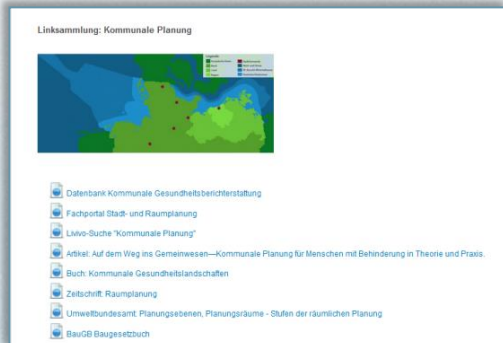 Linksammlung: Kommunale Planung
Datenbank Kommunale Gesundheitsberichterstattung
Fachportal Stadt- und Raumplanung
Livivo-Suche "Kommunale Planung"
Artikel: Auf dem Weg ins Gemeinwesen—Kommunale Planung für Menschen mit Behinderung in Theorie und Praxis.
Buch: Kommunale Gesundheitslandschaften
Zeitschrift: Raumplanung
Umweltbundesamt: Planungsebenen, Planungsräume - Stufen der räumlichen Planung
BauGB Baugesetzbuch